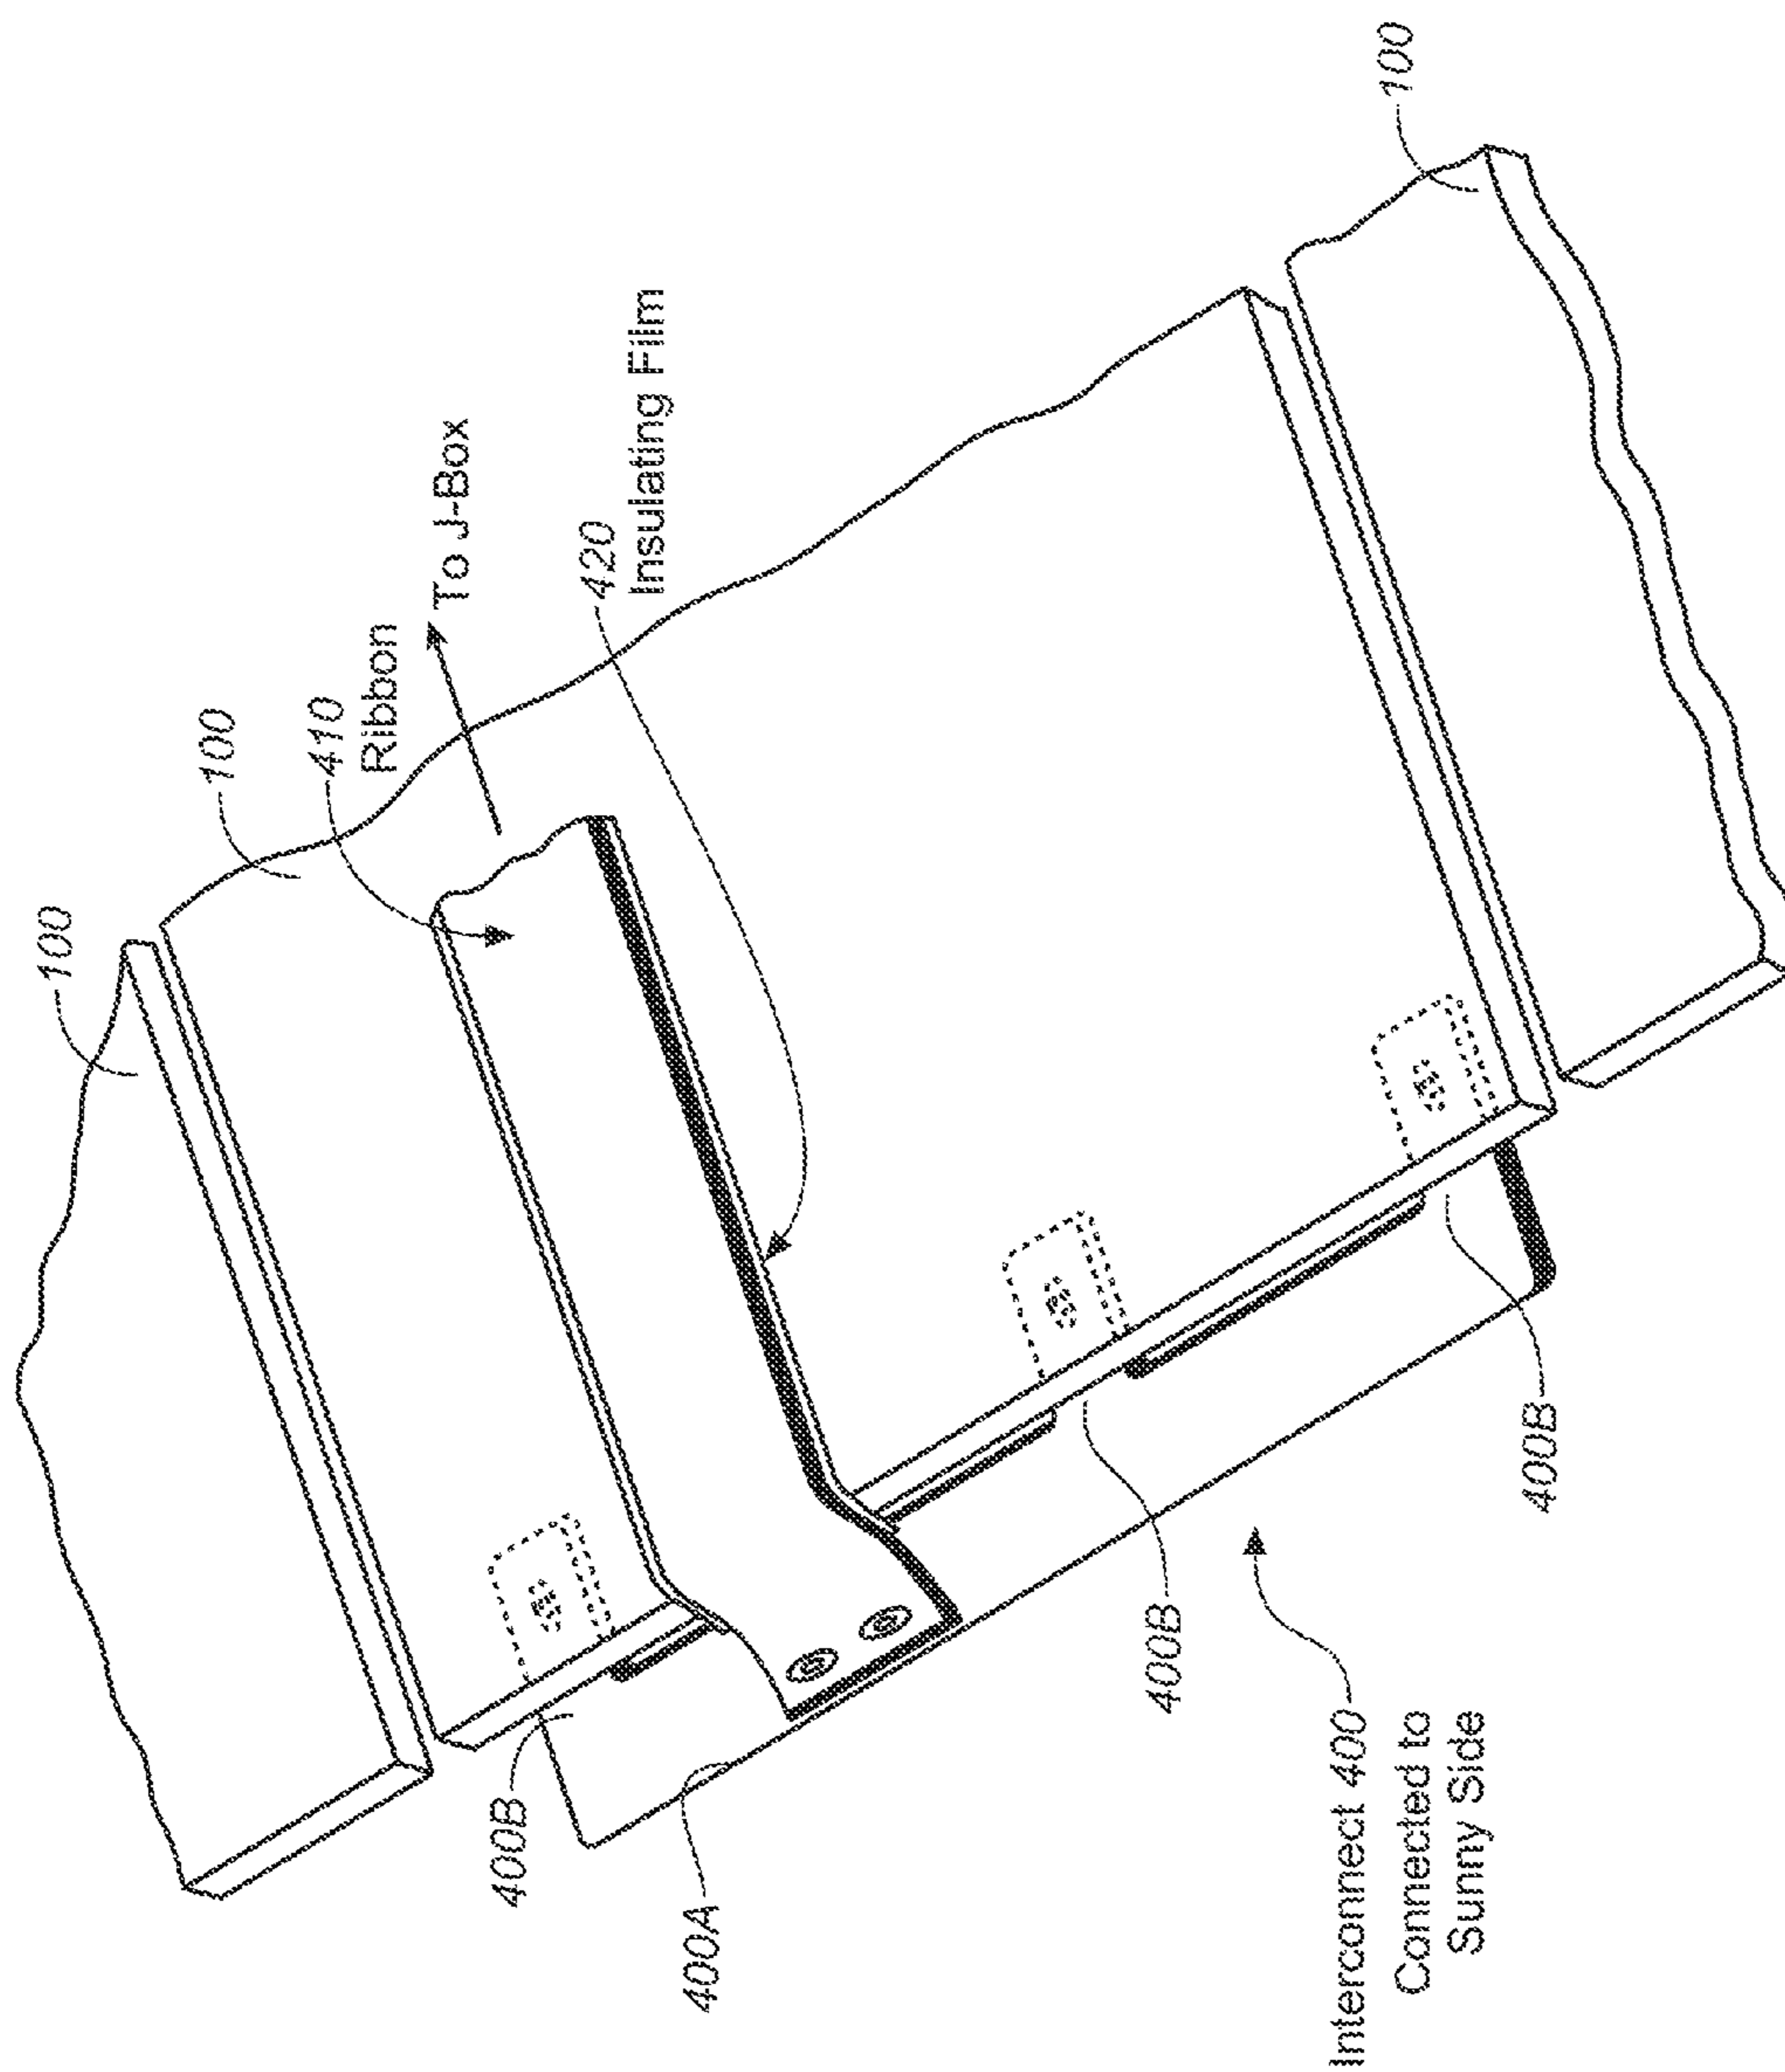 100
100
410
Ribbon
To J-Box
420
Insulating Film
100
400B
400A
400B
400B
Interconnect 400
Connected to
Sunny Side